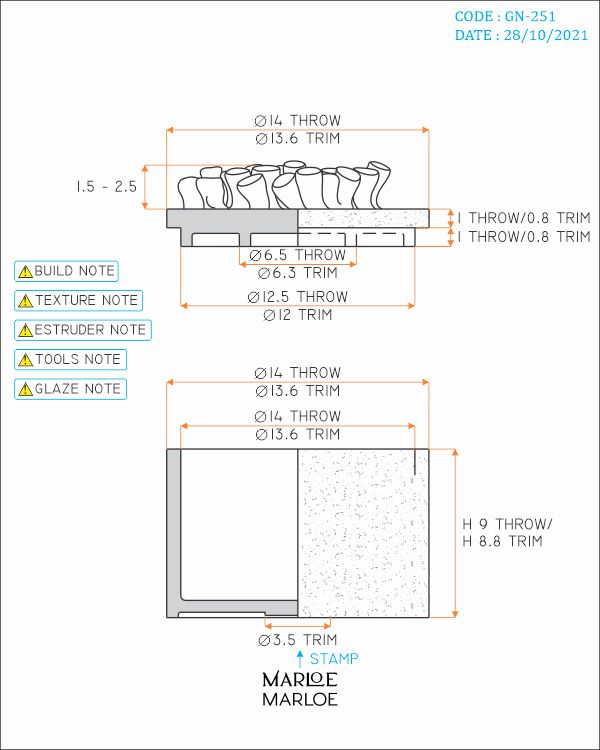 CODE : GN-251
DATE : 28/10/2021
Ø14 THROW
Ø13.6 TRIM
1.5 - 2.5
1 THROW/0.8 TRIM
1 THROW/0.8 TRIM
Ø6.5 THROW
Ø6.3 TRIM
BUILD NOTE
Ø12.5 THROW
Ø12 TRIM
TEXTURE NOTE
ESTRUDER NOTE
TOOLS NOTE
GLAZE NOTE
Ø14 THROW
Ø13.6 TRIM
Ø14 THROW
Ø13.6 TRIM
H 9 THROW/
H 8.8 TRIM
Ø3.5 TRIM
STAMP
MARLOE
MARLOE